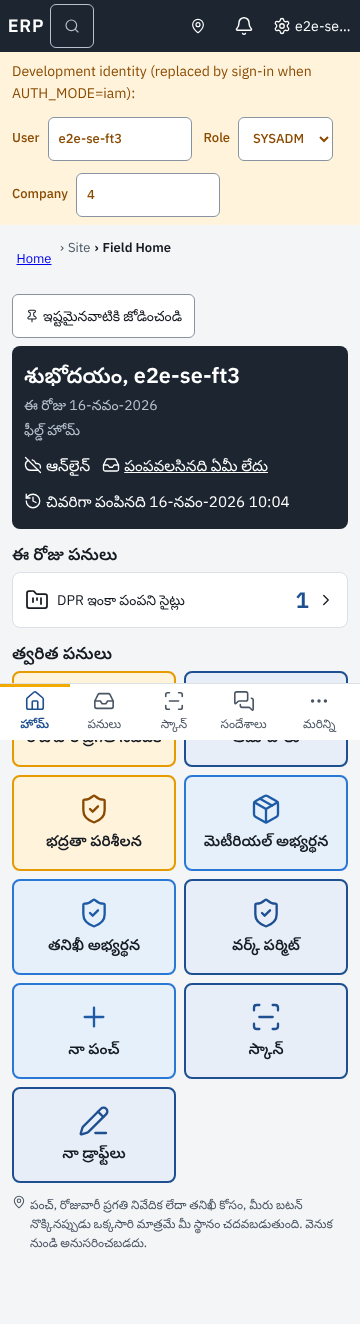 ERP
e2e-se...
Development identity (replaced by sign-in when
AUTH_MODE=iam):
User e2e-se-ft3 Role SYSADM
Company 4
Home › Site › Field Home
ఇష్టమైనవాటికి జోడించండి
శుభోదయం, e2e-se-ft3
ఈ రోజు 16-నవం-2026
ఫీల్డ్ హోమ్
ఆన్‌లైన్ పంపవలసినది ఏమీ లేదు
చివరిగా పంపినది 16-నవం-2026 10:04
ఈ రోజు పనులు
DPR ఇంకా పంపని సైట్లు 1
త్వరిత పనులు
హోమ్ పనులు స్కాన్ సందేశాలు మరిన్ని
భద్రతా పరిశీలన మెటీరియల్ అభ్యర్థన
తనిఖీ అభ్యర్థన వర్క్ పర్మిట్
నా పంచ్ స్కాన్
నా డ్రాఫ్ట్‌లు
పంచ్, రోజువారీ ప్రగతి నివేదిక లేదా తనిఖీ కోసం, మీరు బటన్
నొక్కినప్పుడు ఒక్కసారి మాత్రమే మీ స్థానం చదవబడుతుంది. వెనుక
నుండి అనుసరించబడదు.